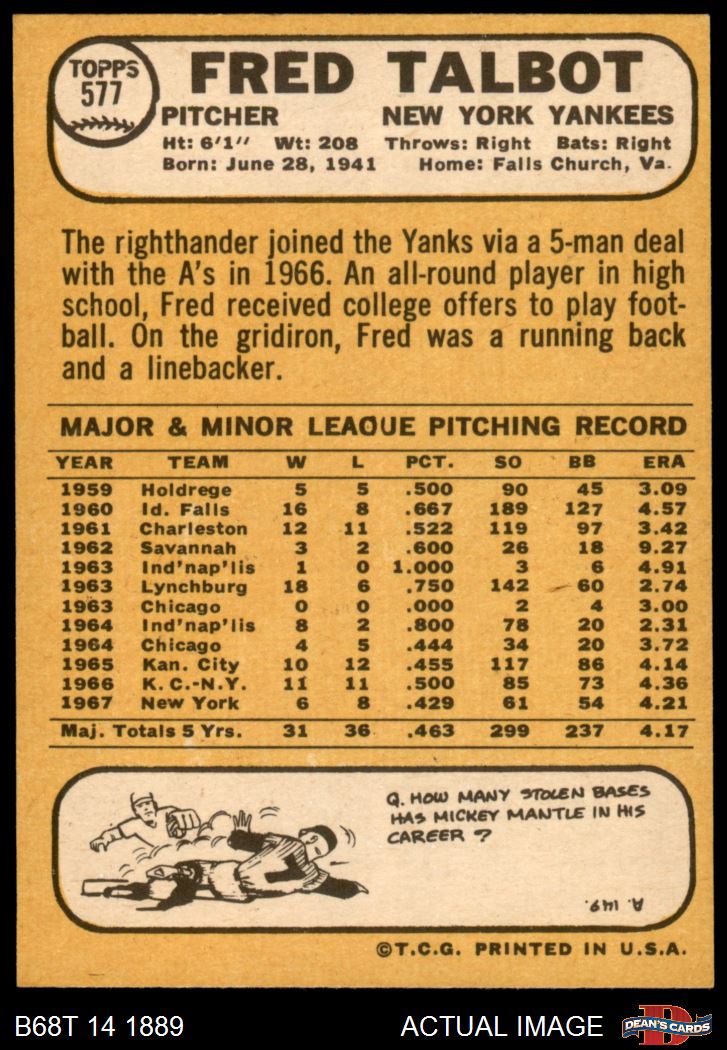 TOPPS
577
FRED TALBOT
PITCHER NEW YORK YANKEES
Ht: 6'1" Wt: 208 Throws: Right Bats: Right
Born: June 28, 1941 Home: Falls Church, Va.
The righthander joined the Yanks via a 5-man deal
with the A's in 1966. An all-round player in high
school, Fred received college offers to play foot-
ball. On the gridiron, Fred was a running back
and a linebacker.
MAJOR & MINOR LEAGUE PITCHING RECORD
YEAR TEAM W L PCT. SO BB ERA
1959 Holdrege 5 5 .500 90 45 3.09
1960 Id. Falls 16 8 .667 189 127 4.57
1961 Charleston 12 11 .522 119 97 3.42
1962 Savannah 3 2 .600 26 18 9.27
1963 Ind'nap'lis 1 0 1.000 3 6 4.91
1963 Lynchburg 18 6 .750 142 60 2.74
1963 Chicago 0 0 .000 2 4 3.00
1964 Ind'nap'lis 8 2 .800 78 20 2.31
1964 Chicago 4 5 .444 34 20 3.72
1965 Kan. City 10 12 .455 117 86 4.14
1966 K. C.-N.Y. 11 11 .500 85 73 4.36
1967 New York 6 8 .429 61 54 4.21
Maj. Totals 5 Yrs. 31 36 .463 299 237 4.17
Q. HOW MANY STOLEN BASES
HAS MICKEY MANTLE IN HIS
CAREER ?
A. 149.
©T.C.G. PRINTED IN U.S.A.
B68T 14 1889 ACTUAL IMAGE
D
DEAN'S CARDS